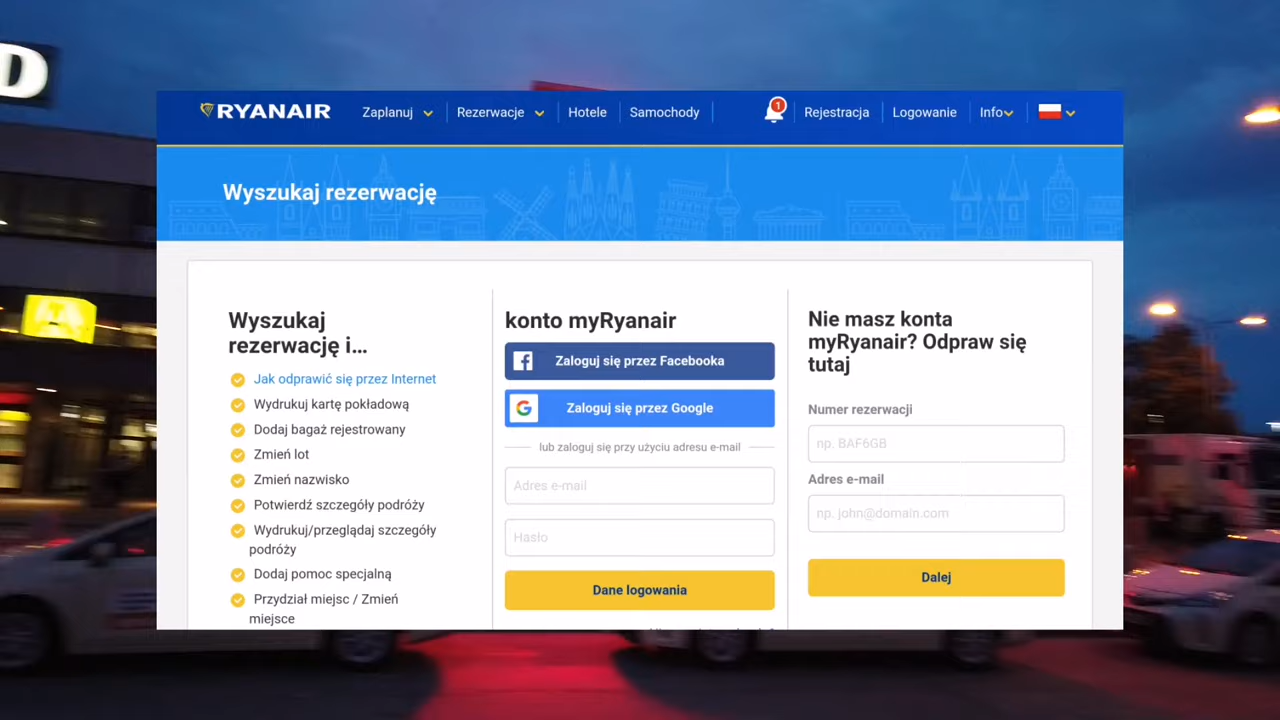 D
RYANAIR
Zaplanuj
Rezerwacje
Hotele
Samochody
1
Rejestracja
Logowanie
Info
Wyszukaj rezerwację
Wyszukaj
rezerwację i...
Jak odprawić się przez Internet
Wydrukuj kartę pokładową
Dodaj bagaż rejestrowany
Zmień lot
Zmień nazwisko
Potwierdź szczegóły podróży
Wydrukuj/przeglądaj szczegóły
podróży
Dodaj pomoc specjalną
Przydział miejsc / Zmień
miejsce
konto myRyanair
Zaloguj się przez Facebooka
Zaloguj się przez Google
lub zaloguj się przy użyciu adresu e-mail
Adres e-mail
Hasło
Dane logowania
Nie masz konta
myRyanair? Odpraw się
tutaj
Numer rezerwacji
np. BAF6GB
Adres e-mail
np. john@domain.com
Dalej